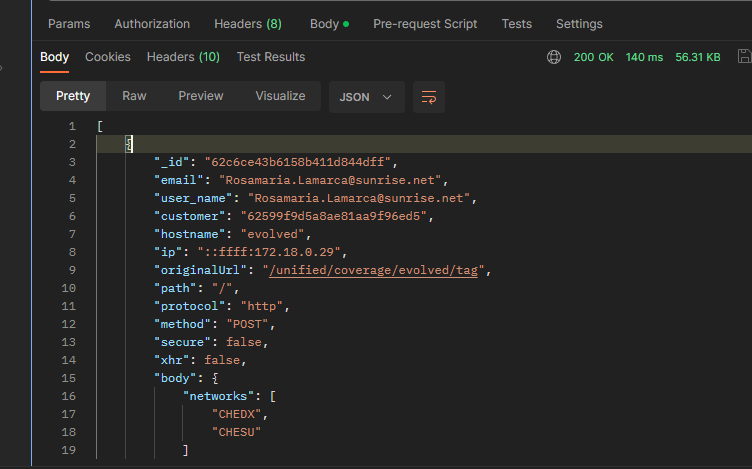 Params Authorization Headers (8) Body Pre-request Script Tests Settings
Body Cookies Headers (10) Test Results 200 OK 140 ms 56.31 KB
Pretty Raw Preview Visualize JSON
1 [
2 {
3 "_id": "62c6ce43b6158b411d844dff",
4 "email": "Rosamaria.Lamarca@sunrise.net",
5 "user_name": "Rosamaria.Lamarca@sunrise.net",
6 "customer": "62599f9d5a8ae81aa9f96ed5",
7 "hostname": "evolved",
8 "ip": "::ffff:172.18.0.29",
9 "originalUrl": "/unified/coverage/evolved/tag",
10 "path": "/",
11 "protocol": "http",
12 "method": "POST",
13 "secure": false,
14 "xhr": false,
15 "body": {
16 "networks": [
17 "CHEDX",
18 "CHESU"
19 ]